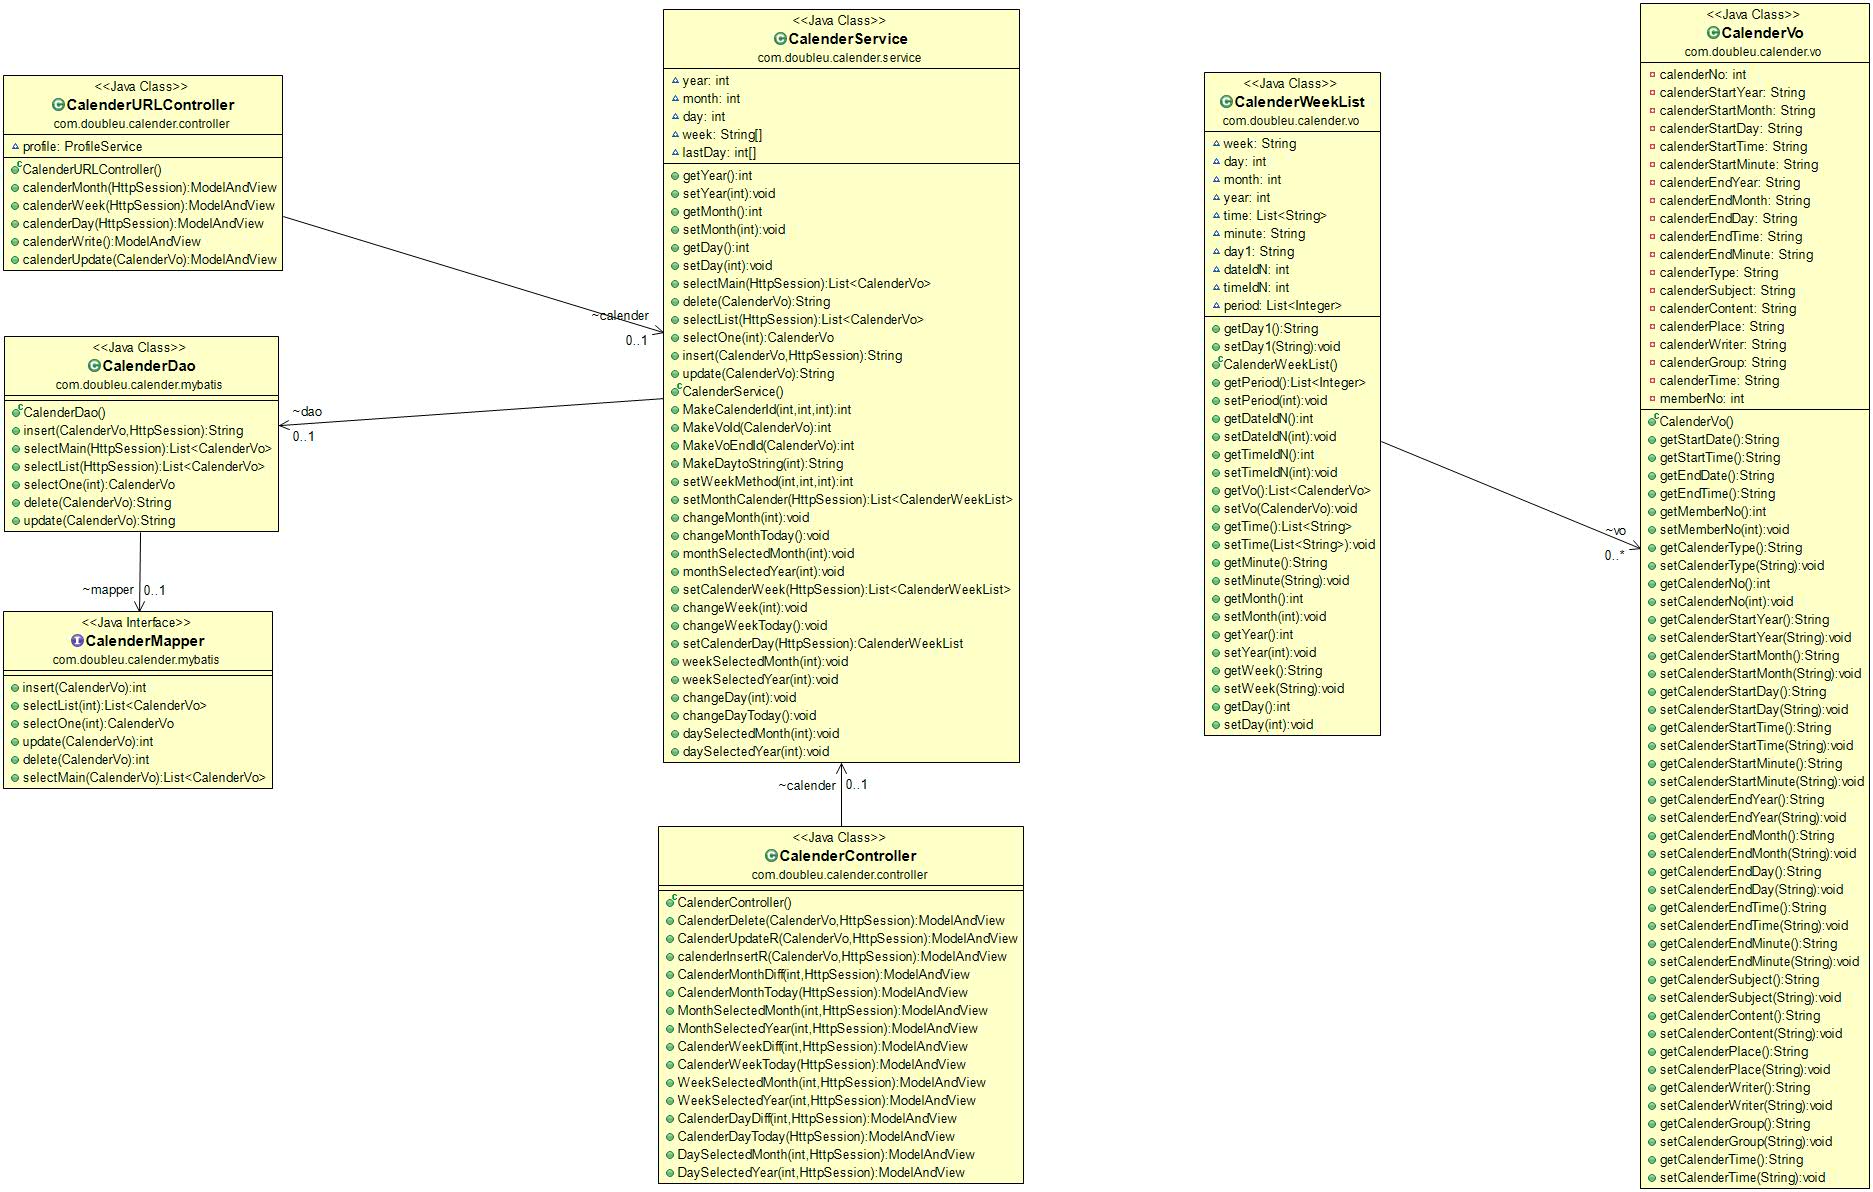 <<Java Class>>
CalenderURLController
com.doubleu.calender.controller
profile: ProfileService
CalenderURLController()
calenderMonth(HttpSession):ModelAndView
calenderWeek(HttpSession):ModelAndView
calenderDay(HttpSession):ModelAndView
calenderWrite():ModelAndView
calenderUpdate(CalenderVo):ModelAndView
<<Java Class>>
CalenderDao
com.doubleu.calender.mybatis
CalenderDao()
insert(CalenderVo,HttpSession):String
selectMain(HttpSession):List<CalenderVo>
selectList(HttpSession):List<CalenderVo>
selectOne(int):CalenderVo
delete(CalenderVo):String
update(CalenderVo):String
~mapper
0..1
<<Java Interface>>
CalenderMapper
com.doubleu.calender.mybatis
insert(CalenderVo):int
selectList(int):List<CalenderVo>
selectOne(int):CalenderVo
update(CalenderVo):int
delete(CalenderVo):int
selectMain(CalenderVo):List<CalenderVo>
~calender
0..1
~dao
0..1
<<Java Class>>
CalenderService
com.doubleu.calender.service
year: int
month: int
day: int
week: String[]
lastDay: int[]
getYear():int
setYear(int):void
getMonth():int
setMonth(int):void
getDay():int
setDay(int):void
selectMain(HttpSession):List<CalenderVo>
delete(CalenderVo):String
selectList(HttpSession):List<CalenderVo>
selectOne(int):CalenderVo
insert(CalenderVo,HttpSession):String
update(CalenderVo):String
CalenderService()
MakeCalenderId(int,int,int):int
MakeVoId(CalenderVo):int
MakeVoEndId(CalenderVo):int
MakeDaytoString(int):String
setWeekMethod(int,int,int):int
setMonthCalender(HttpSession):List<CalenderWeekList>
changeMonth(int):void
changeMonthToday():void
monthSelectedMonth(int):void
monthSelectedYear(int):void
setCalenderWeek(HttpSession):List<CalenderWeekList>
changeWeek(int):void
changeWeekToday():void
setCalenderDay(HttpSession):CalenderWeekList
weekSelectedMonth(int):void
weekSelectedYear(int):void
changeDay(int):void
changeDayToday():void
daySelectedMonth(int):void
daySelectedYear(int):void
~calender
0..1
<<Java Class>>
CalenderController
com.doubleu.calender.controller
CalenderController()
CalenderDelete(CalenderVo,HttpSession):ModelAndView
CalenderUpdateR(CalenderVo,HttpSession):ModelAndView
calenderInsertR(CalenderVo,HttpSession):ModelAndView
CalenderMonthDiff(int,HttpSession):ModelAndView
CalenderMonthToday(HttpSession):ModelAndView
MonthSelectedMonth(int,HttpSession):ModelAndView
MonthSelectedYear(int,HttpSession):ModelAndView
CalenderWeekDiff(int,HttpSession):ModelAndView
CalenderWeekToday(HttpSession):ModelAndView
WeekSelectedMonth(int,HttpSession):ModelAndView
WeekSelectedYear(int,HttpSession):ModelAndView
CalenderDayDiff(int,HttpSession):ModelAndView
CalenderDayToday(HttpSession):ModelAndView
DaySelectedMonth(int,HttpSession):ModelAndView
DaySelectedYear(int,HttpSession):ModelAndView
<<Java Class>>
CalenderWeekList
com.doubleu.calender.vo
week: String
day: int
month: int
year: int
time: List<String>
minute: String
day1: String
dateIdN: int
timeIdN: int
period: List<Integer>
getDay1():String
setDay1(String):void
CalenderWeekList()
getPeriod():List<Integer>
setPeriod(int):void
getDateIdN():int
setDateIdN(int):void
getTimeIdN():int
setTimeIdN(int):void
getVo():List<CalenderVo>
setVo(CalenderVo):void
getTime():List<String>
setTime(List<String>):void
getMinute():String
setMinute(String):void
getMonth():int
setMonth(int):void
getYear():int
setYear(int):void
getWeek():String
setWeek(String):void
getDay():int
setDay(int):void
~vo
0..*
<<Java Class>>
CalenderVo
com.doubleu.calender.vo
calenderNo: int
calenderStartYear: String
calenderStartMonth: String
calenderStartDay: String
calenderStartTime: String
calenderStartMinute: String
calenderEndYear: String
calenderEndMonth: String
calenderEndDay: String
calenderEndTime: String
calenderEndMinute: String
calenderType: String
calenderSubject: String
calenderContent: String
calenderPlace: String
calenderWriter: String
calenderGroup: String
calenderTime: String
memberNo: int
CalenderVo()
getStartDate():String
getStartTime():String
getEndDate():String
getEndTime():String
getMemberNo():int
setMemberNo(int):void
getCalenderType():String
setCalenderType(String):void
getCalenderNo():int
setCalenderNo(int):void
getCalenderStartYear():String
setCalenderStartYear(String):void
getCalenderStartMonth():String
setCalenderStartMonth(String):void
getCalenderStartDay():String
setCalenderStartDay(String):void
getCalenderStartTime():String
setCalenderStartTime(String):void
getCalenderStartMinute():String
setCalenderStartMinute(String):void
getCalenderEndYear():String
setCalenderEndYear(String):void
getCalenderEndMonth():String
setCalenderEndMonth(String):void
getCalenderEndDay():String
setCalenderEndDay(String):void
getCalenderEndTime():String
setCalenderEndTime(String):void
getCalenderEndMinute():String
setCalenderEndMinute(String):void
getCalenderSubject():String
setCalenderSubject(String):void
getCalenderContent():String
setCalenderContent(String):void
getCalenderPlace():String
setCalenderPlace(String):void
getCalenderWriter():String
setCalenderWriter(String):void
getCalenderGroup():String
setCalenderGroup(String):void
getCalenderTime():String
setCalenderTime(String):void